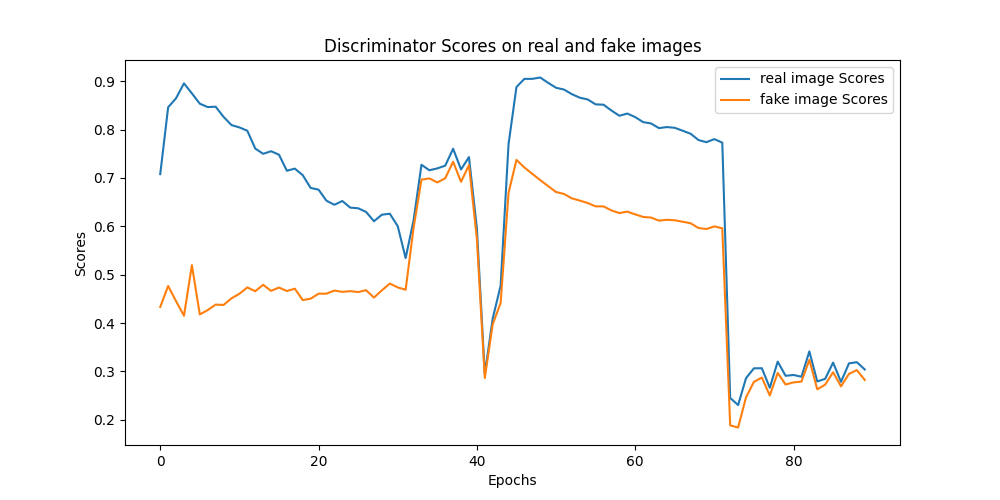 Discriminator Scores on real and fake images
real image Scores
fake image Scores
Scores
0.9
0.8
0.7
0.6
0.5
0.4
0.3
0.2
0 20 40 60 80
Epochs